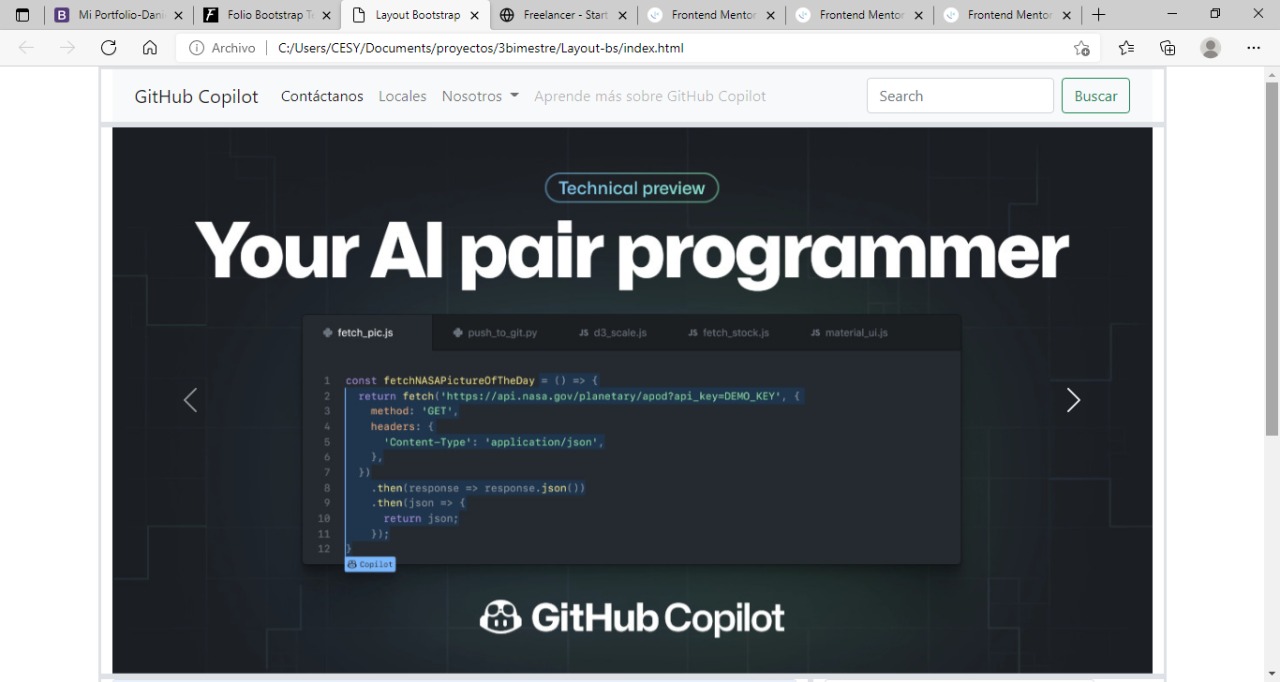 Mi Portfolio-Dani
Folio Bootstrap Te
Layout Bootstrap
Freelancer - Start
Frontend Mentor
Frontend Mentor
Frontend Mentor
Archivo
C:/Users/CESY/Documents/proyectos/3bimestre/Layout-bs/index.html
GitHub Copilot Contáctanos Locales Nosotros Aprende más sobre GitHub Copilot Search Buscar
Technical preview
Your AI pair programmer
fetch_pic.js push_to_git.py JS d3_scale.js JS fetch_stock.js JS material_ui.js
1 const fetchNASAPictureOfTheDay = () => {
2 return fetch('https://api.nasa.gov/planetary/apod?api_key=DEMO_KEY', {
3 method: 'GET',
4 headers: {
5 'Content-Type': 'application/json',
6 },
7 })
8 .then(response => response.json())
9 .then(json => {
10 return json;
11 });
12 }
Copilot
GitHub Copilot